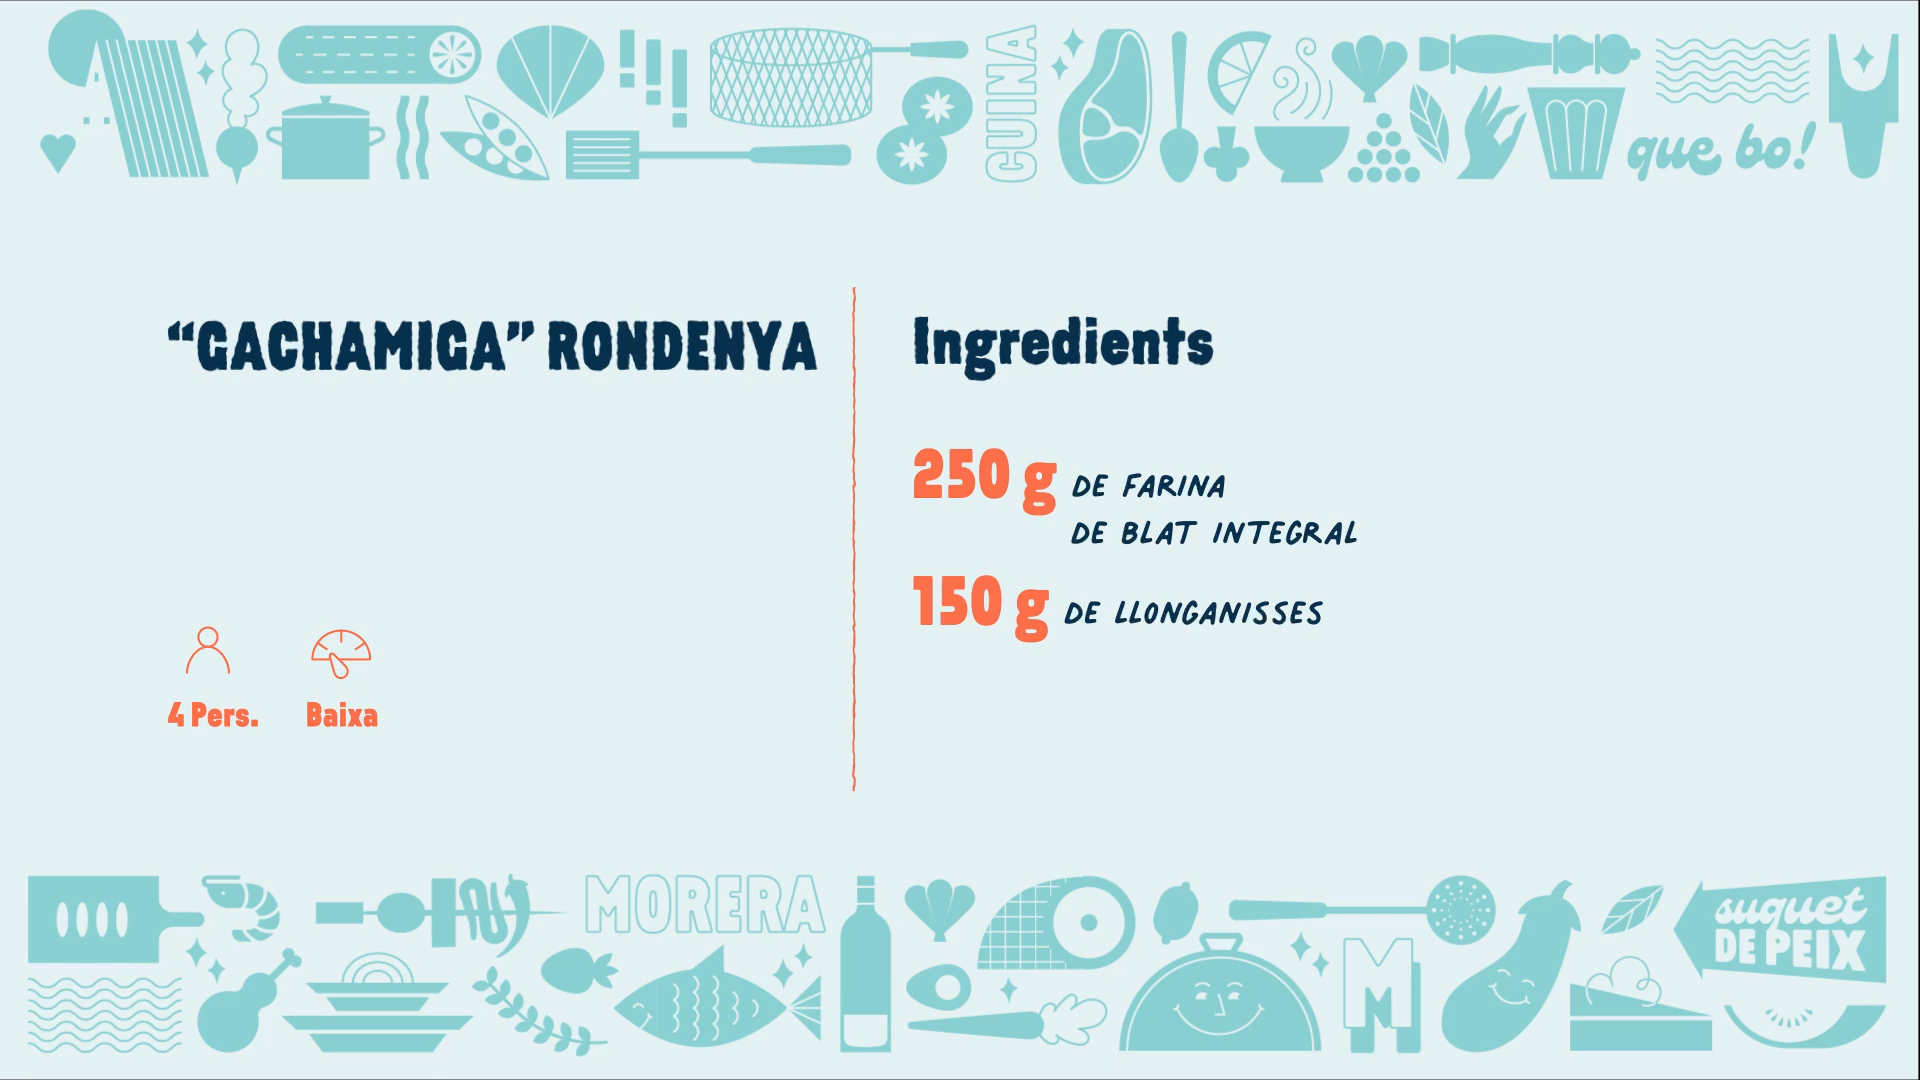 CUINA
que bo!
“GACHAMIGA” RONDENYA
4 Pers.
Baixa
Ingredients
250 g DE FARINA
DE BLAT INTEGRAL
150 g DE LLONGANISSES
MORERA
M
suquet
DE PEIX